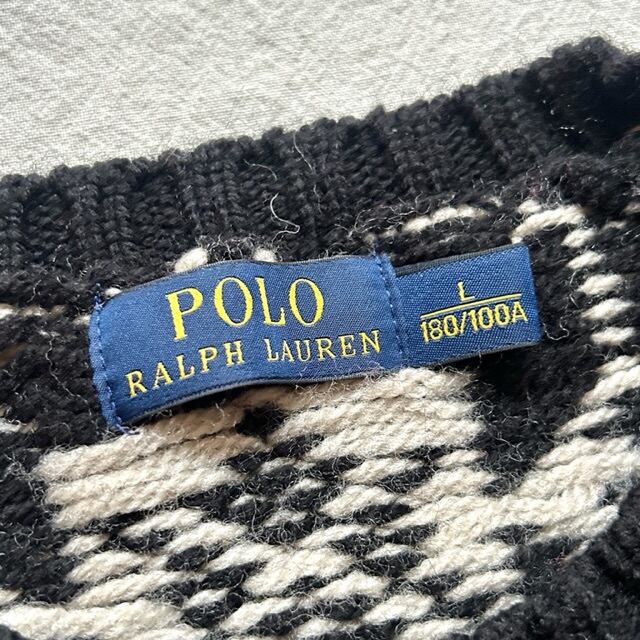 POLO
RALPH LAUREN
L
180/100A